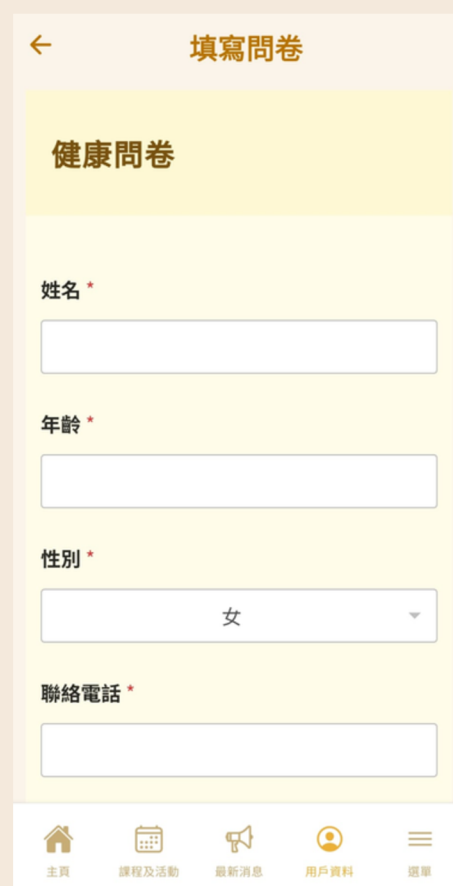 填寫問卷
健康問卷
姓名 *
年齡 *
性別 *
女
聯絡電話 *
主頁 課程及活動 最新消息 用戶資料 選單